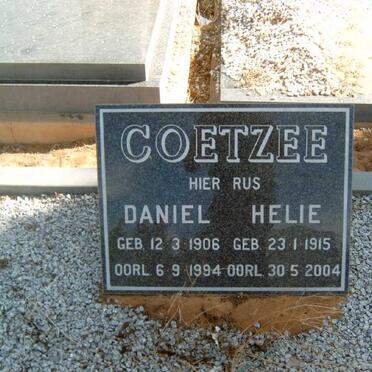 COETZEE
HIER RUS
DANIEL HELIE
GEB. 12·3·1906 GEB. 23·1·1915
OORL. 6·9·1994 OORL. 30·5·2004